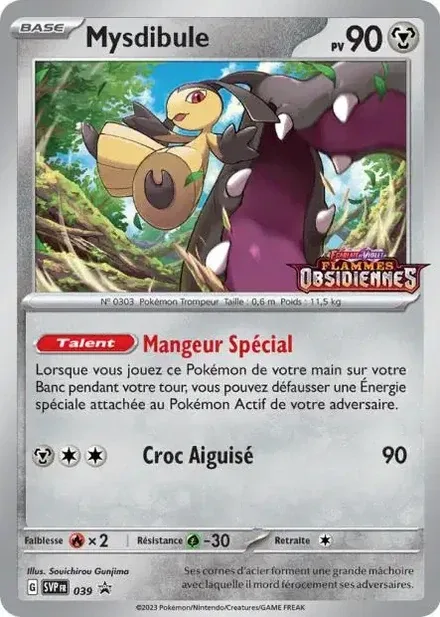 BASE
Mysdibule
PV 90
Écarlate et Violet
FLAMMES
OBSIDIENNES
N° 0303 Pokémon Trompeur Taille : 0,6 m Poids : 11,5 kg
Talent Mangeur Spécial
Lorsque vous jouez ce Pokémon de votre main sur votre
Banc pendant votre tour, vous pouvez défausser une Énergie
spéciale attachée au Pokémon Actif de votre adversaire.
Croc Aiguisé 90
Faiblesse ×2 Résistance -30 Retraite
Illus. Souichirou Gunjima
G SVP FR 039
Ses cornes d'acier forment une grande mâchoire
avec laquelle il mord férocement ses adversaires.
©2023 Pokémon/Nintendo/Creatures/GAME FREAK